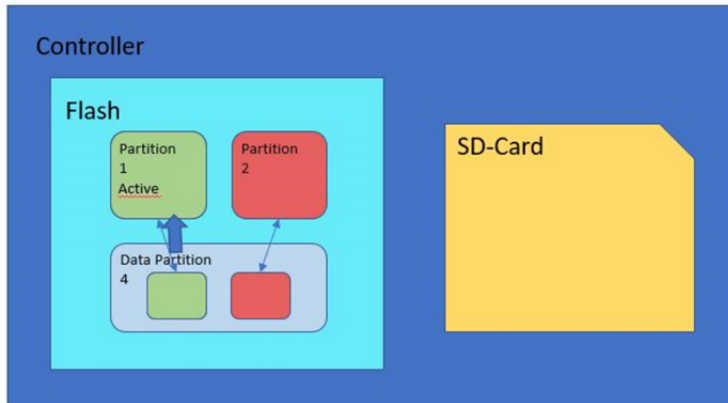 Controller
Flash
SD-Card
Partition
1
Active
Partition
2
Data Partition
4